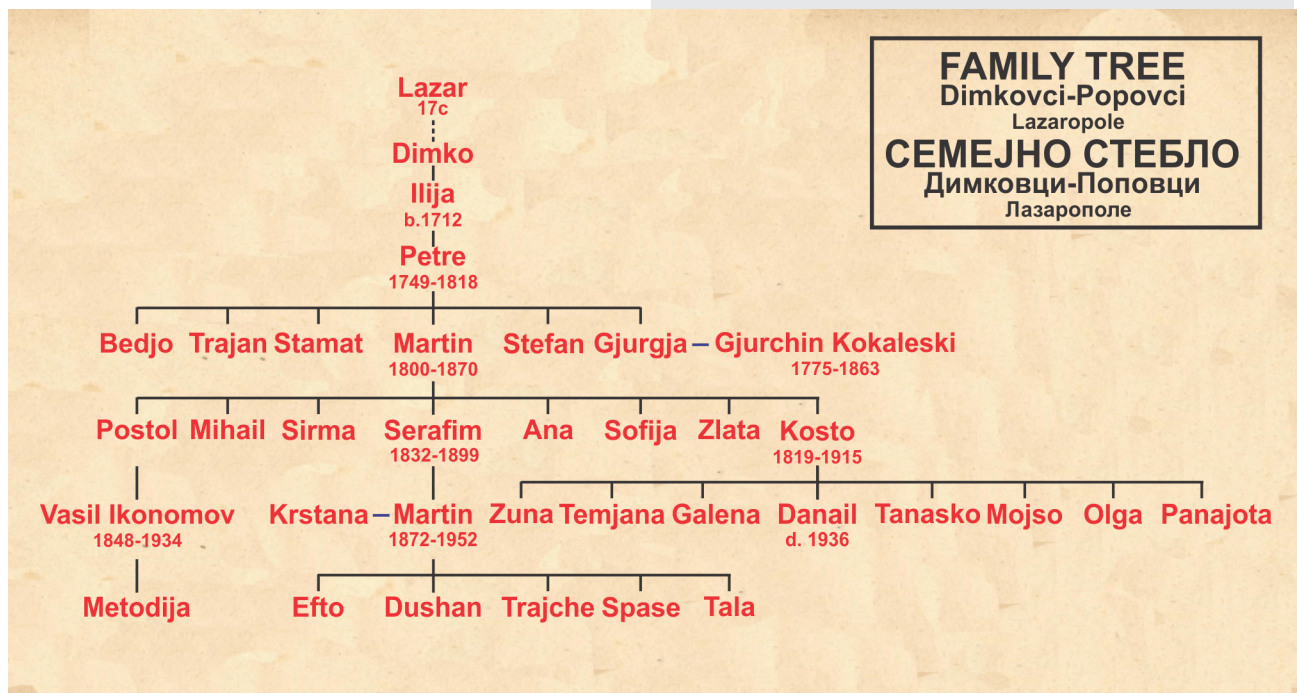 FAMILY TREE
Dimkovci-Popovci
Lazaropole
СЕМЕЈНО СТЕБЛО
Димковци-Поповци
Лазарополе
Lazar
17c
Dimko
Ilija
b.1712
Petre
1749-1818
Bedjo Trajan Stamat Martin Stefan Gjurgja – Gjurchin Kokaleski
1800-1870 1775-1863
Postol Mihail Sirma Serafim Ana Sofija Zlata Kosto
1832-1899 1819-1915
Vasil Ikonomov Krstana – Martin Zuna Temjana Galena Danail Tanasko Mojso Olga Panajota
1848-1934 1872-1952 d. 1936
Metodija Efto Dushan Trajche Spase Tala